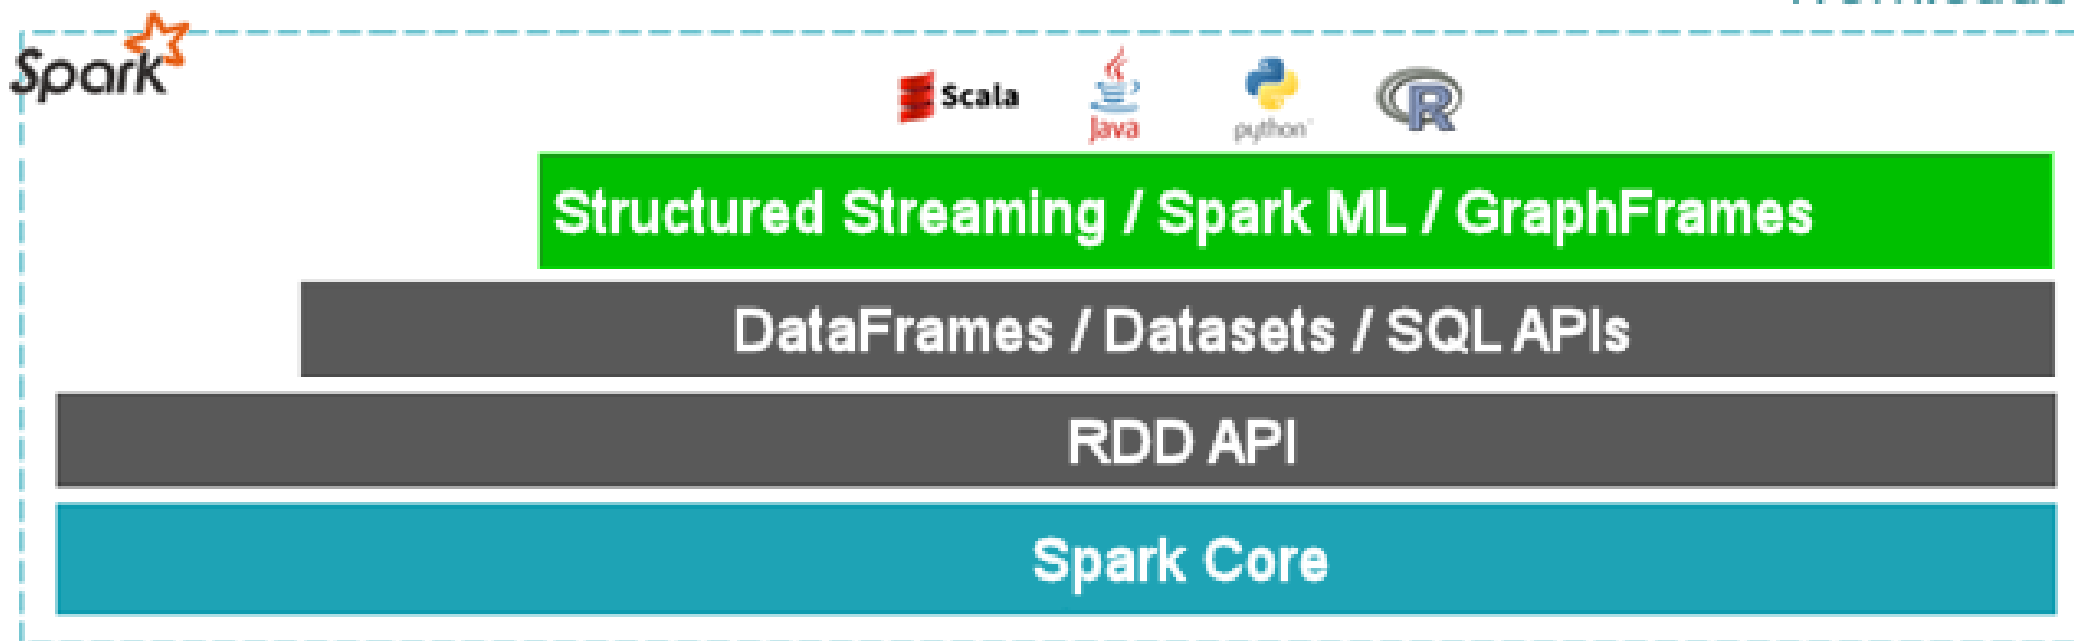 Spark
Scala
Java
python
R
Structured Streaming / Spark ML / GraphFrames
DataFrames / Datasets / SQL APIs
RDD API
Spark Core